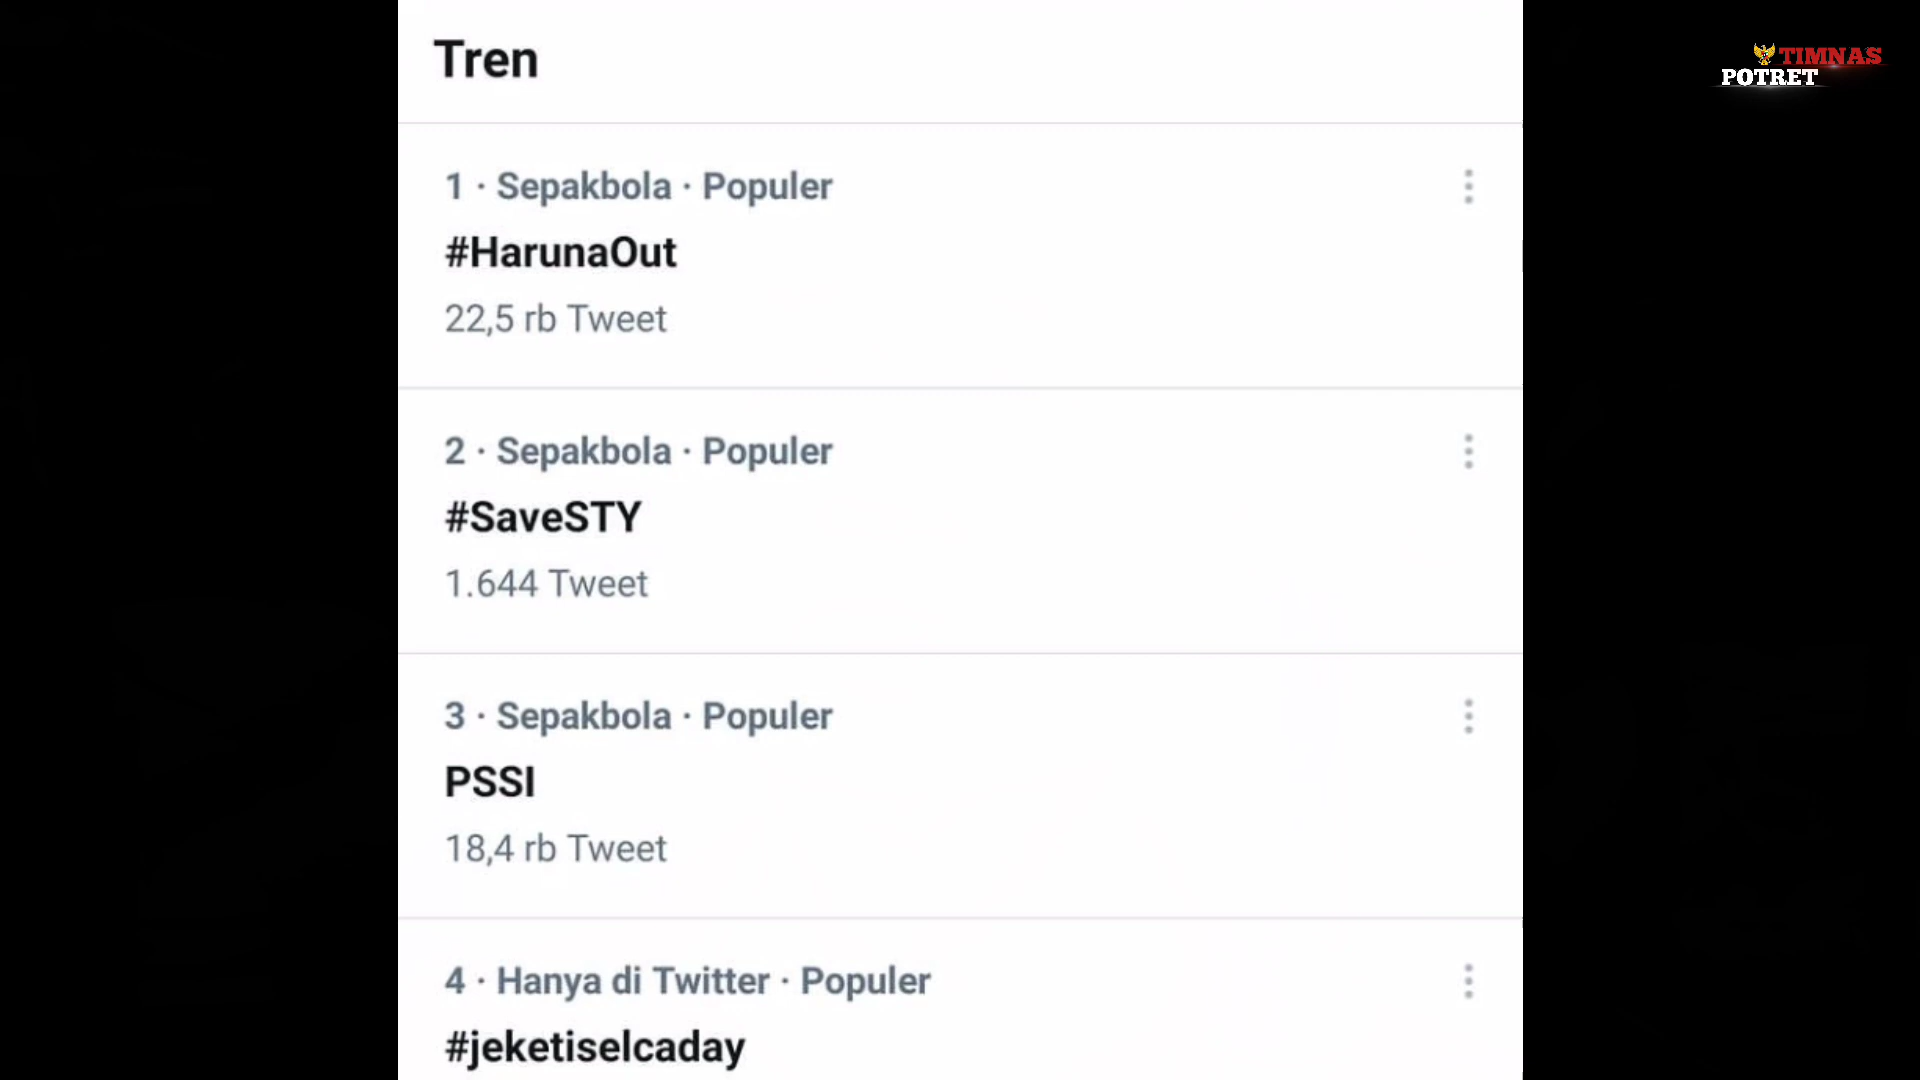 Tren
TIMNAS
POTRET
1 · Sepakbola · Populer
#HarunaOut
22,5 rb Tweet
2 · Sepakbola · Populer
#SaveSTY
1.644 Tweet
3 · Sepakbola · Populer
PSSI
18,4 rb Tweet
4 · Hanya di Twitter · Populer
#jeketiselcaday